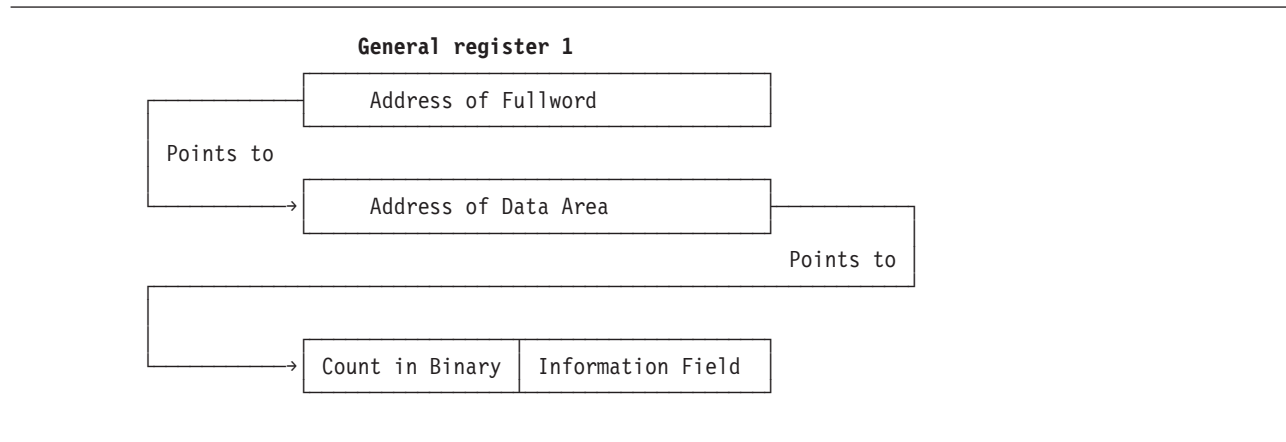 General register 1
Address of Fullword
Points to
Address of Data Area
Points to
Count in Binary Information Field